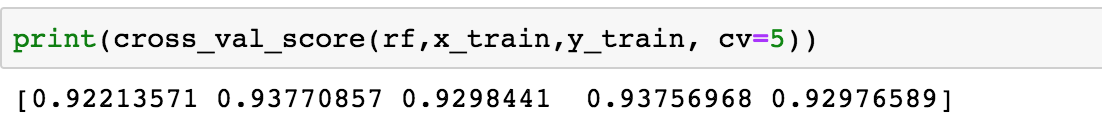 print(cross_val_score(rf,x_train,y_train, cv=5))
[0.92213571 0.93770857 0.9298441  0.93756968 0.92976589]